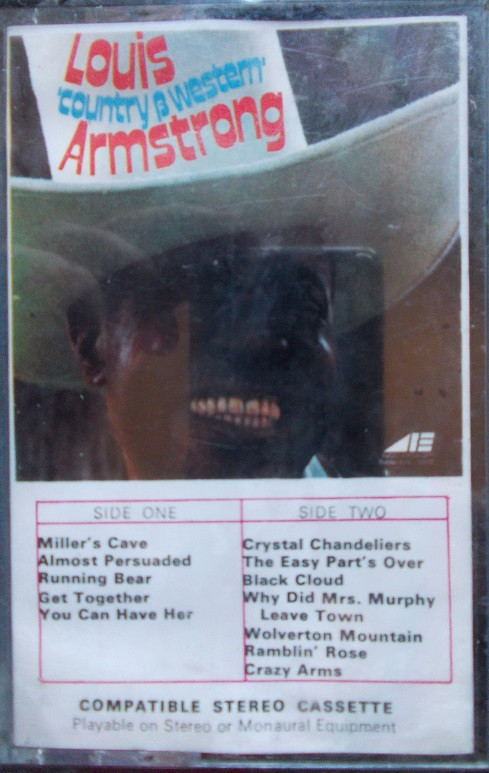 Louis
'country & western'
Armstrong
AE
SIDE ONE
Miller's Cave
Almost Persuaded
Running Bear
Get Together
You Can Have Her
SIDE TWO
Crystal Chandeliers
The Easy Part's Over
Black Cloud
Why Did Mrs. Murphy
Leave Town
Wolverton Mountain
Ramblin' Rose
Crazy Arms
COMPATIBLE STEREO CASSETTE
Playable on Stereo or Monaural Equipment